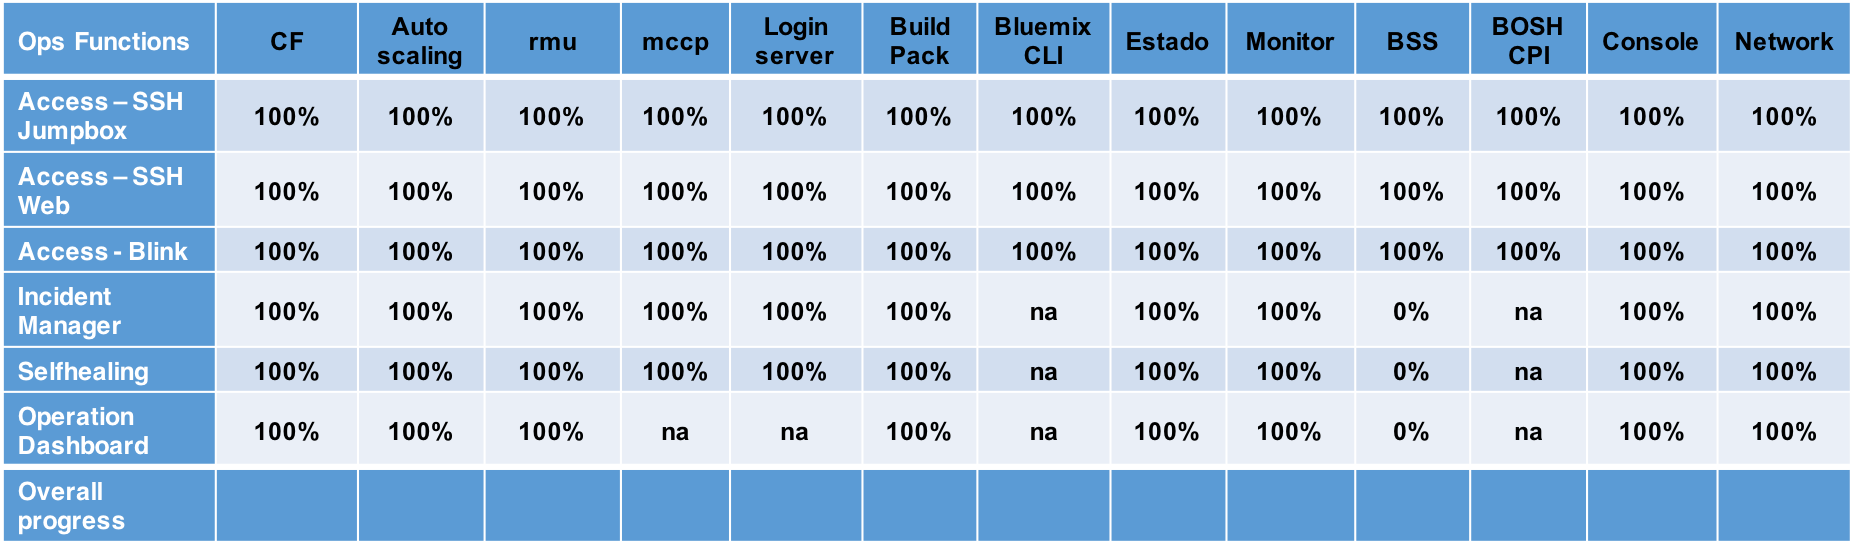 Ops Functions CF Auto scaling rmu mccp Login server Build Pack Bluemix CLI Estado Monitor BSS BOSH CPI Console Network
Access – SSH Jumpbox 100% 100% 100% 100% 100% 100% 100% 100% 100% 100% 100% 100% 100%
Access – SSH Web 100% 100% 100% 100% 100% 100% 100% 100% 100% 100% 100% 100% 100%
Access - Blink 100% 100% 100% 100% 100% 100% 100% 100% 100% 100% 100% 100% 100%
Incident Manager 100% 100% 100% 100% 100% 100% na 100% 100% 0% na 100% 100%
Selfhealing 100% 100% 100% 100% 100% 100% na 100% 100% 0% na 100% 100%
Operation Dashboard 100% 100% 100% na na 100% na 100% 100% 0% na 100% 100%
Overall progress